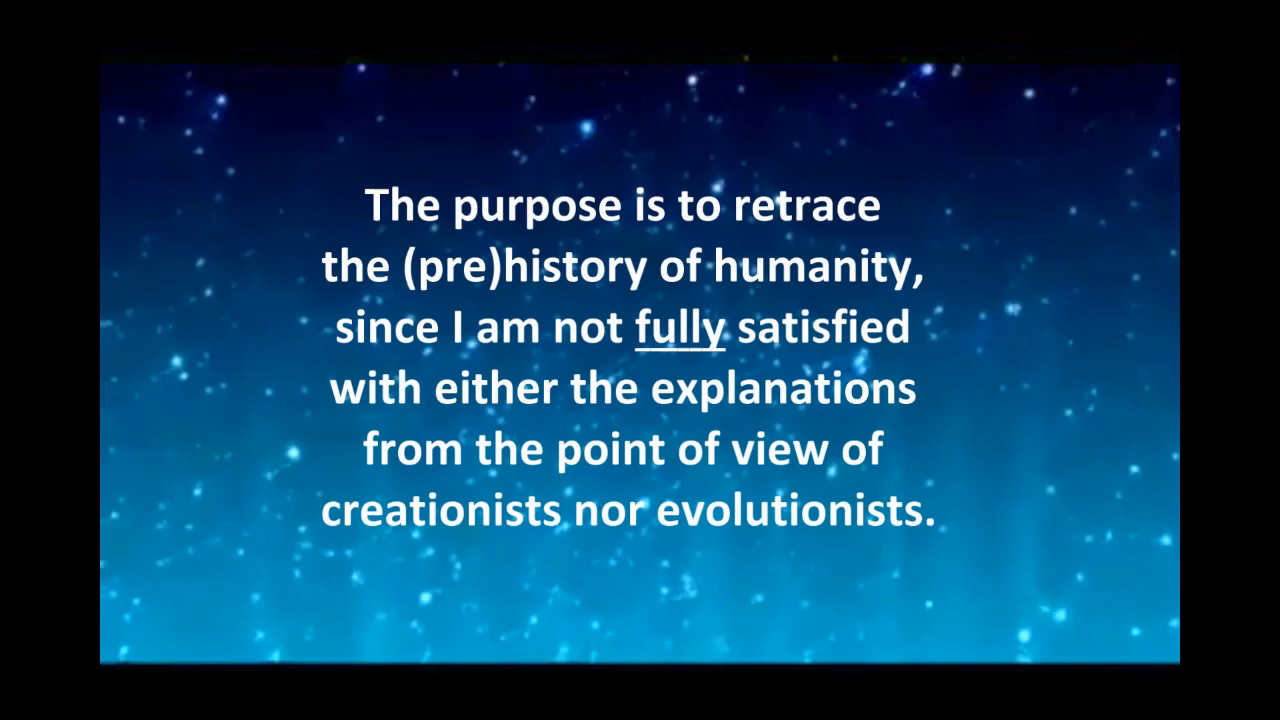 The purpose is to retrace
the (pre)history of humanity,
since I am not fully satisfied
with either the explanations
from the point of view of
creationists nor evolutionists.